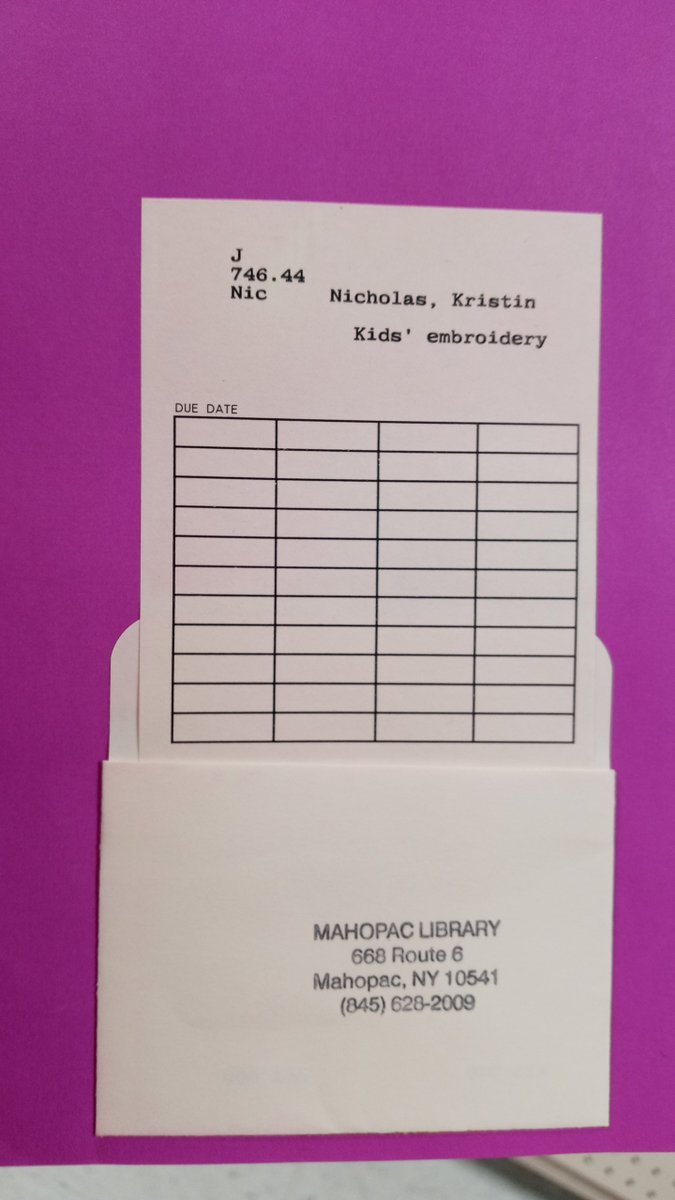 J
746.44
Nic Nicholas, Kristin
Kids' embroidery
DUE DATE
MAHOPAC LIBRARY
668 Route 6
Mahopac, NY 10541
(845) 628-2009